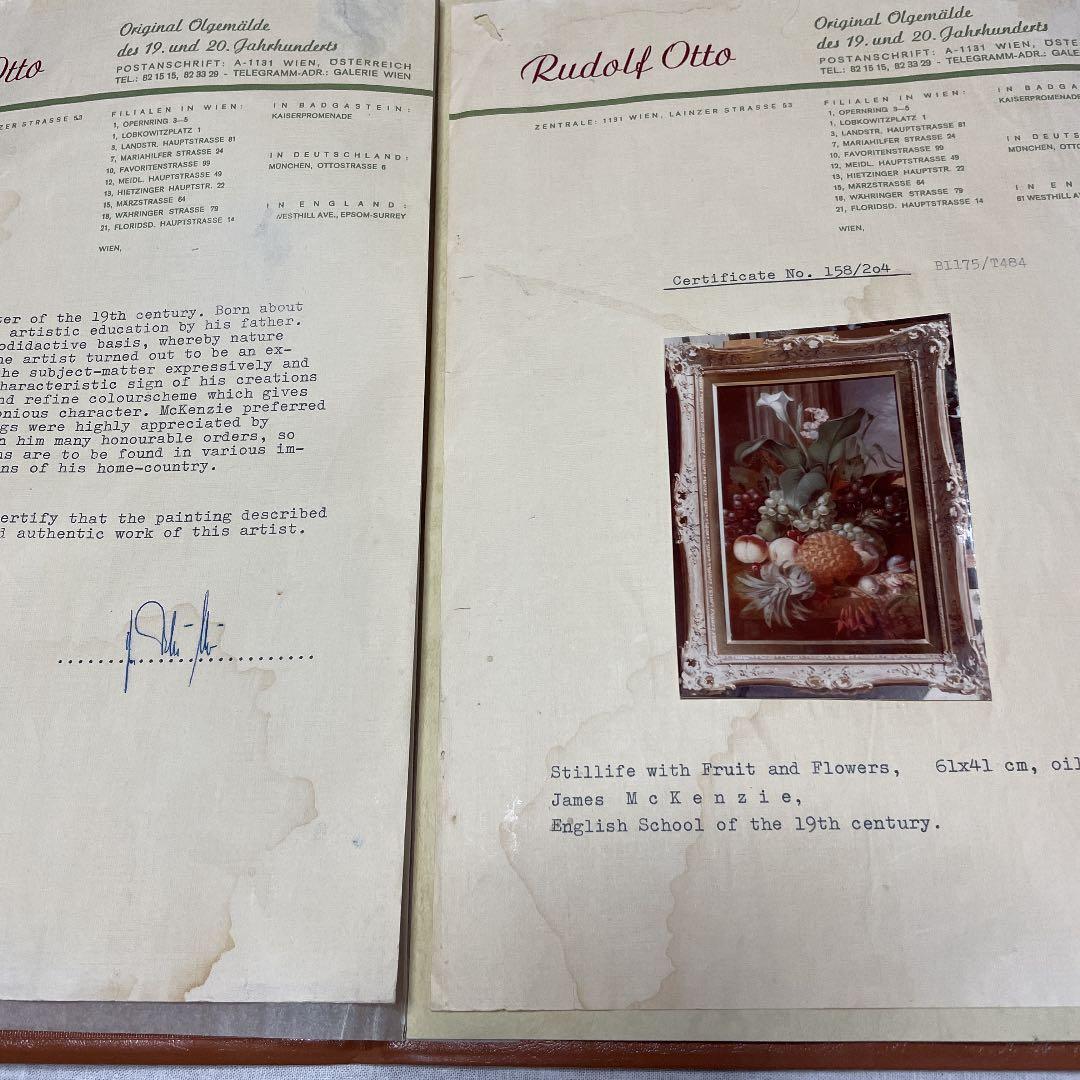 Otto
Original Olgemälde
des 19. und 20. Jahrhunderts
POSTANSCHRIFT: A-1131 WIEN, ÖSTERREICH
TEL.: 82 15 15, 82 33 29 - TELEGRAMM-ADR.: GALERIE WIEN
ZER STRASSE 53
FILIALEN IN WIEN:
1, OPERNRING 3–5
1, LOBKOWITZPLATZ 1
3, LANDSTR. HAUPTSTRASSE 81
7, MARIAHILFER STRASSE 24
10, FAVORITENSTRASSE 99
12, MEIDL. HAUPTSTRASSE 49
13, HIETZINGER HAUPTSTR. 22
15, MÄRZSTRASSE 64
18, WÄHRINGER STRASSE 79
21, FLORIDSD. HAUPTSTRASSE 14
IN BADGASTEIN:
KAISERPROMENADE
IN DEUTSCHLAND:
MÜNCHEN, OTTOSTRASSE 6
IN ENGLAND:
WESTHILL AVE., EPSOM-SURREY
WIEN,
ter of the 19th century. Born about
artistic education by his father.
odidactive basis, whereby nature
he artist turned out to be an ex-
he subject-matter expressively and
haracteristic sign of his creations
nd refine colourscheme which gives
onious character. McKenzie preferred
gs were highly appreciated by
n him many honourable orders, so
ns are to be found in various im-
ns of his home-country.
ertify that the painting described
d authentic work of this artist.
Rudolf Otto
Original Olgemälde
des 19. und 20. Jahrhunderts
POSTANSCHRIFT: A-1131 WIEN, ÖSTE
TEL.: 82 15 15, 82 33 29 - TELEGRAMM-ADR.: GALE
ZENTRALE: 1131 WIEN, LAINZER STRASSE 53
FILIALEN IN WIEN:
1, OPERNRING 3–5
1, LOBKOWITZPLATZ 1
3, LANDSTR. HAUPTSTRASSE 81
7, MARIAHILFER STRASSE 24
10, FAVORITENSTRASSE 99
12, MEIDL. HAUPTSTRASSE 49
13, HIETZINGER HAUPTSTR. 22
15, MÄRZSTRASSE 64
18, WÄHRINGER STRASSE 79
21, FLORIDSD. HAUPTSTRASSE 14
IN BADGA
KAISERPROMENADE
IN DEUTS
MÜNCHEN, OTTO
IN EN
61 WESTHILL AV
WIEN,
Certificate No. 158/2o4 B1175/T484
Stillife with Fruit and Flowers, 61x41 cm, oil
James McKenzie,
English School of the 19th century.